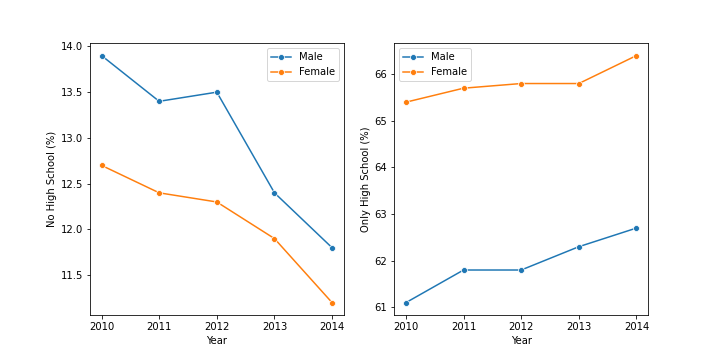 No High School (%)
14.0
13.5
13.0
12.5
12.0
11.5
Male
Female
2010 2011 2012 2013 2014
Year
Only High School (%)
66
65
64
63
62
61
Male
Female
2010 2011 2012 2013 2014
Year